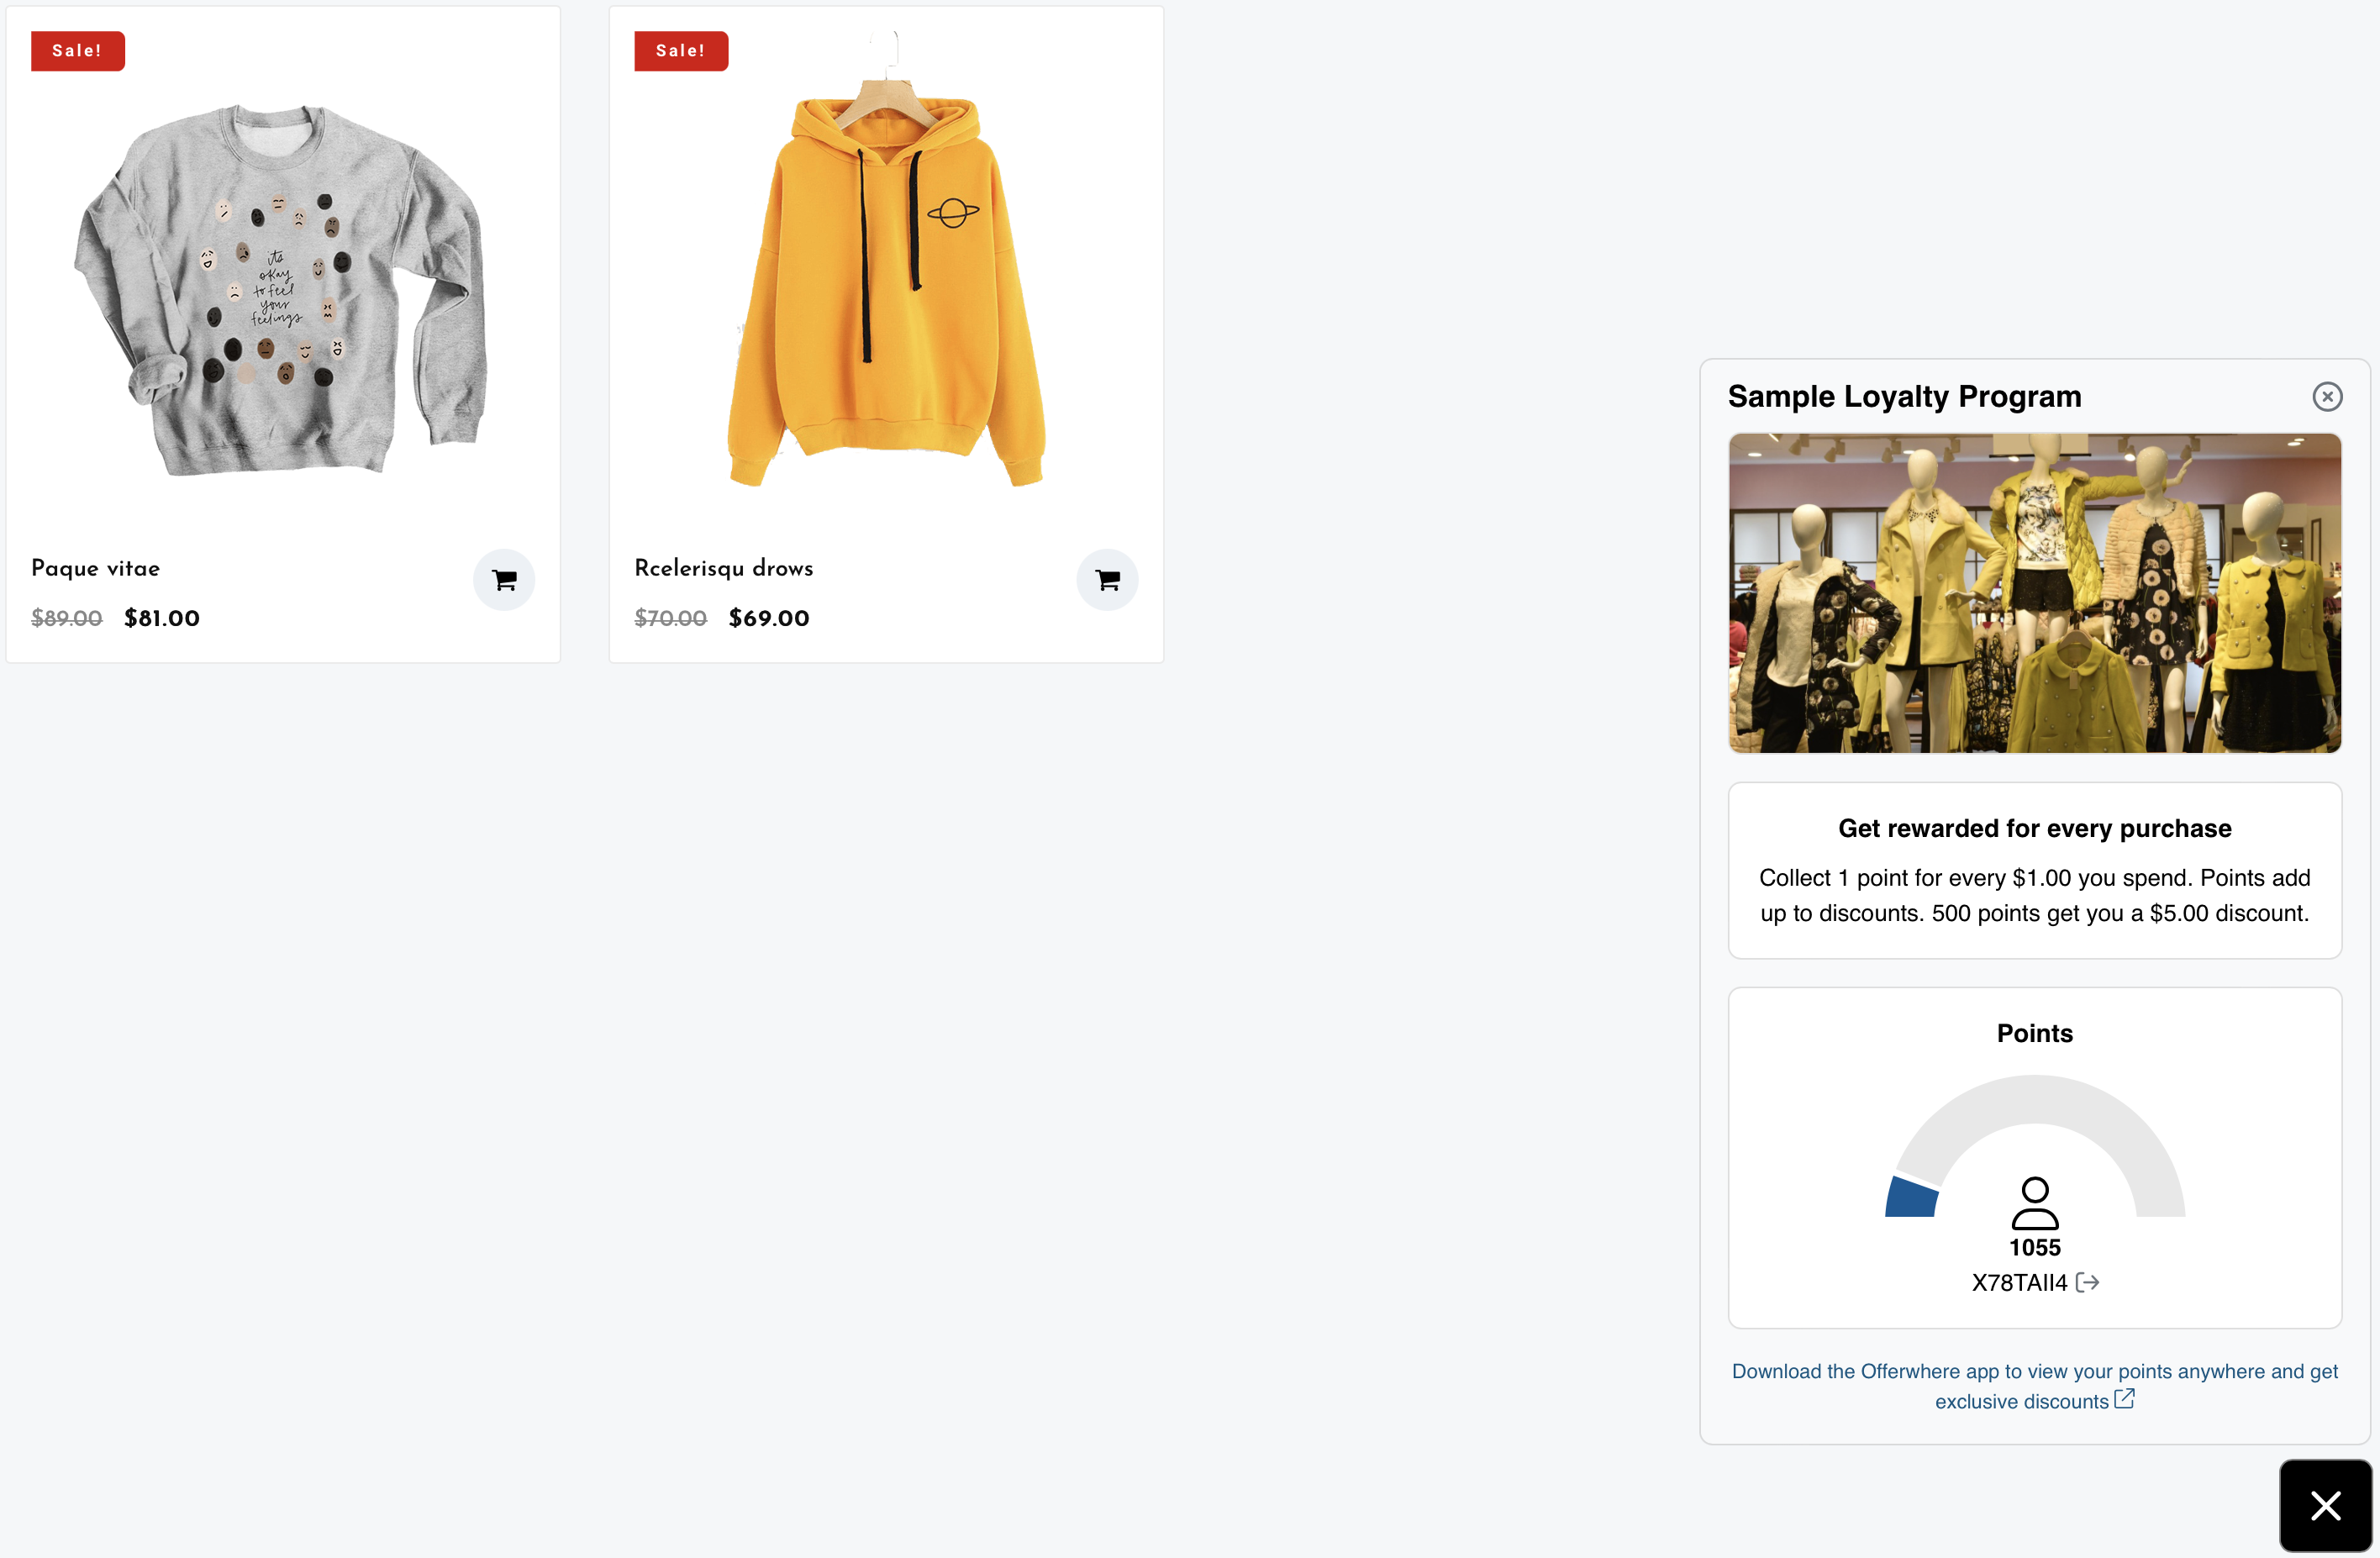 Sale!
it's
okay
to feel
your
feelings
Paque vitae
$89.00 $81.00
Sale!
Rcelerisqu drows
$70.00 $69.00
Sample Loyalty Program
Get rewarded for every purchase
Collect 1 point for every $1.00 you spend. Points add
up to discounts. 500 points get you a $5.00 discount.
Points
1055
X78TAII4
Download the Offerwhere app to view your points anywhere and get
exclusive discounts